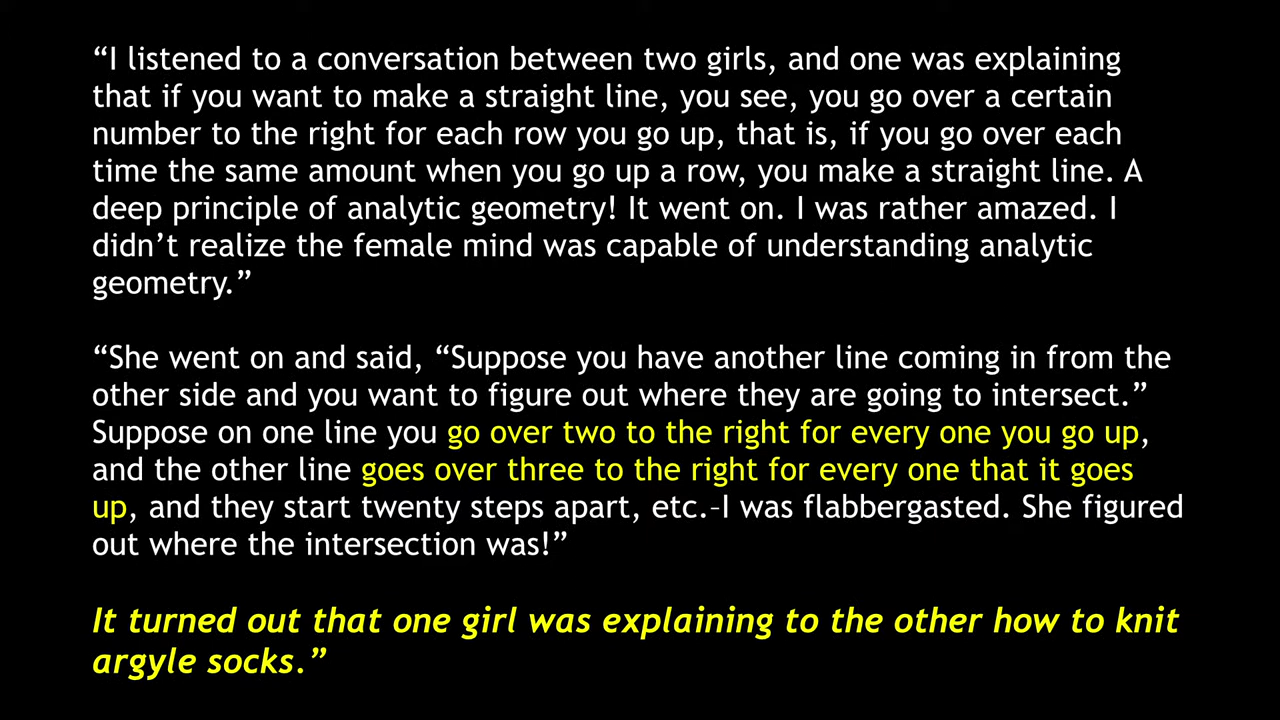 “I listened to a conversation between two girls, and one was explaining
that if you want to make a straight line, you see, you go over a certain
number to the right for each row you go up, that is, if you go over each
time the same amount when you go up a row, you make a straight line. A
deep principle of analytic geometry! It went on. I was rather amazed. I
didn’t realize the female mind was capable of understanding analytic
geometry.”
“She went on and said, “Suppose you have another line coming in from the
other side and you want to figure out where they are going to intersect.”
Suppose on one line you go over two to the right for every one you go up,
and the other line goes over three to the right for every one that it goes
up, and they start twenty steps apart, etc.–I was flabbergasted. She figured
out where the intersection was!”
It turned out that one girl was explaining to the other how to knit
argyle socks.”